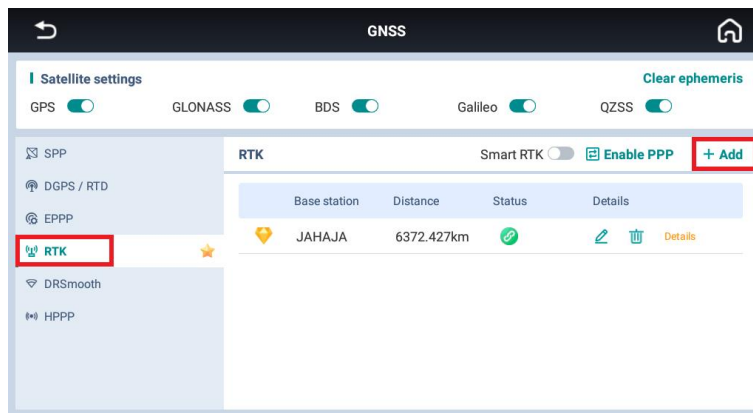 GNSS
Satellite settings
Clear ephemeris
GPS
GLONASS
BDS
Galileo
QZSS
SPP
DGPS / RTD
EPPP
RTK
DRSmooth
HPPP
RTK
Smart RTK
Enable PPP
+ Add
Base station Distance Status Details
JAHAJA 6372.427km Details